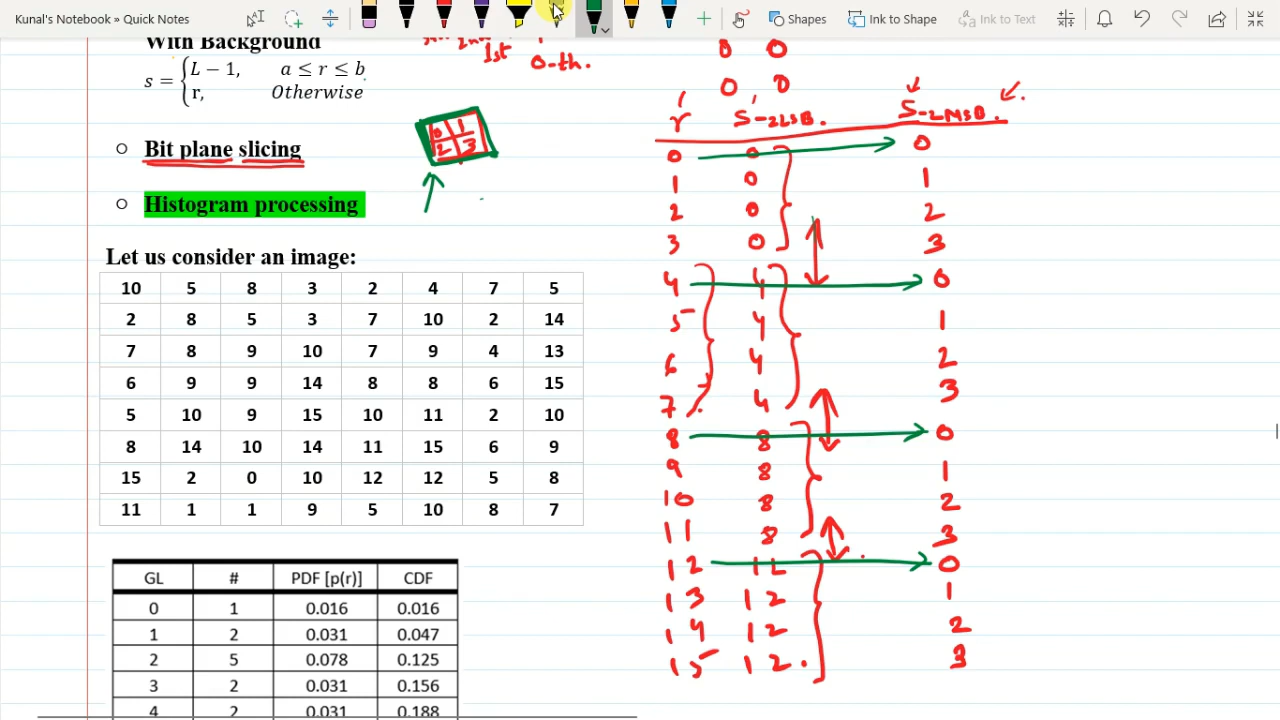 Kunal's Notebook » Quick Notes
Shapes
Ink to Shape
Ink to Text
With Background
s = { L − 1, a ≤ r ≤ b
r, Otherwise
1st
0-th.
0 0
0 0
0 1
2 3
○ Bit plane slicing
○ Histogram processing
Let us consider an image:
10 5 8 3 2 4 7 5
2 8 5 3 7 10 2 14
7 8 9 10 7 9 4 13
6 9 9 14 8 8 6 15
5 10 9 15 10 11 2 10
8 14 10 14 11 15 6 9
15 2 0 10 12 12 5 8
11 1 1 9 5 10 8 7
GL # PDF [p(r)] CDF
0 1 0.016 0.016
1 2 0.031 0.047
2 5 0.078 0.125
3 2 0.031 0.156
4 2 0.031 0.188
r S-2LSB. S-2MSB.
0 0 0
1 0 1
2 0 2
3 0 3
4 4 0
5 4 1
6 4 2
7 4 3
8 8 0
9 8 1
10 8 2
11 8 3
12 12 0
13 12 1
14 12 2
15 12 3